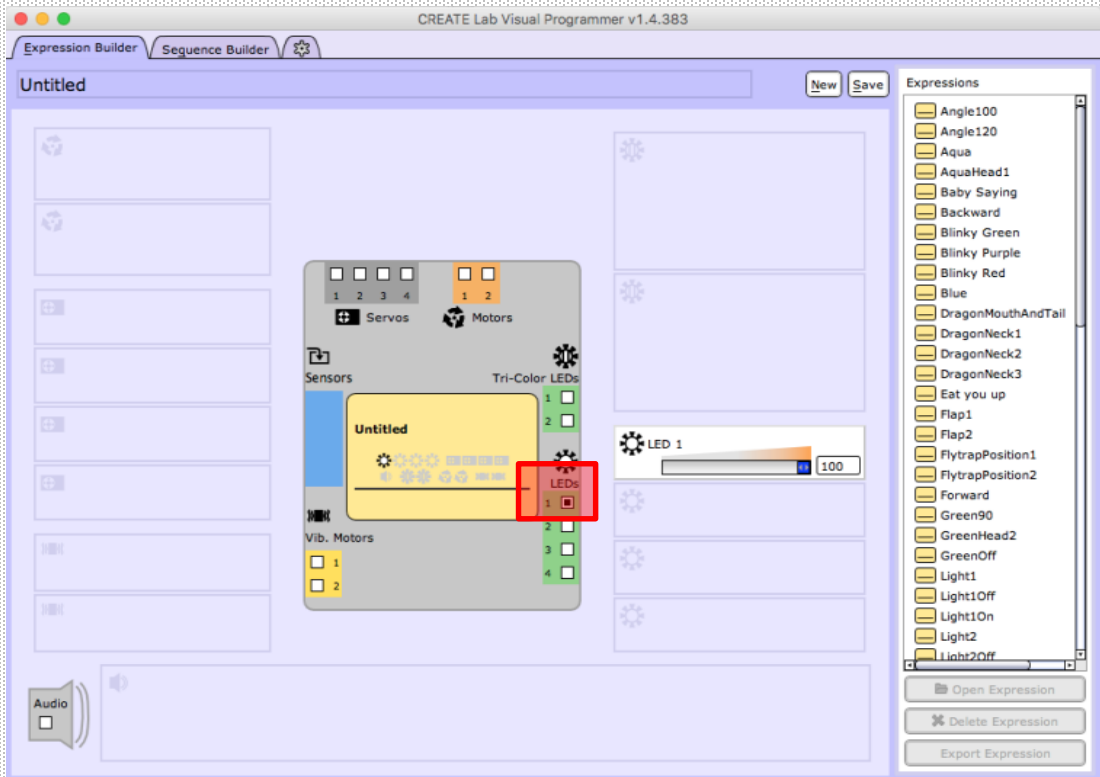 CREATE Lab Visual Programmer v1.4.383
Expression Builder Sequence Builder
Untitled New Save
Expressions
Angle100
Angle120
Aqua
AquaHead1
Baby Saying
Backward
Blinky Green
Blinky Purple
Blinky Red
Blue
DragonMouthAndTail
DragonNeck1
DragonNeck2
DragonNeck3
Eat you up
Flap1
Flap2
FlytrapPosition1
FlytrapPosition2
Forward
Green90
GreenHead2
GreenOff
Light1
Light1Off
Light1On
Light2
Light2Off
Open Expression
Delete Expression
Export Expression
1 2 3 4 1 2
Servos Motors
Sensors Tri-Color LEDs
1
2
Untitled
LEDs
1
2
3
4
Vib. Motors
1
2
LED 1
100
Audio